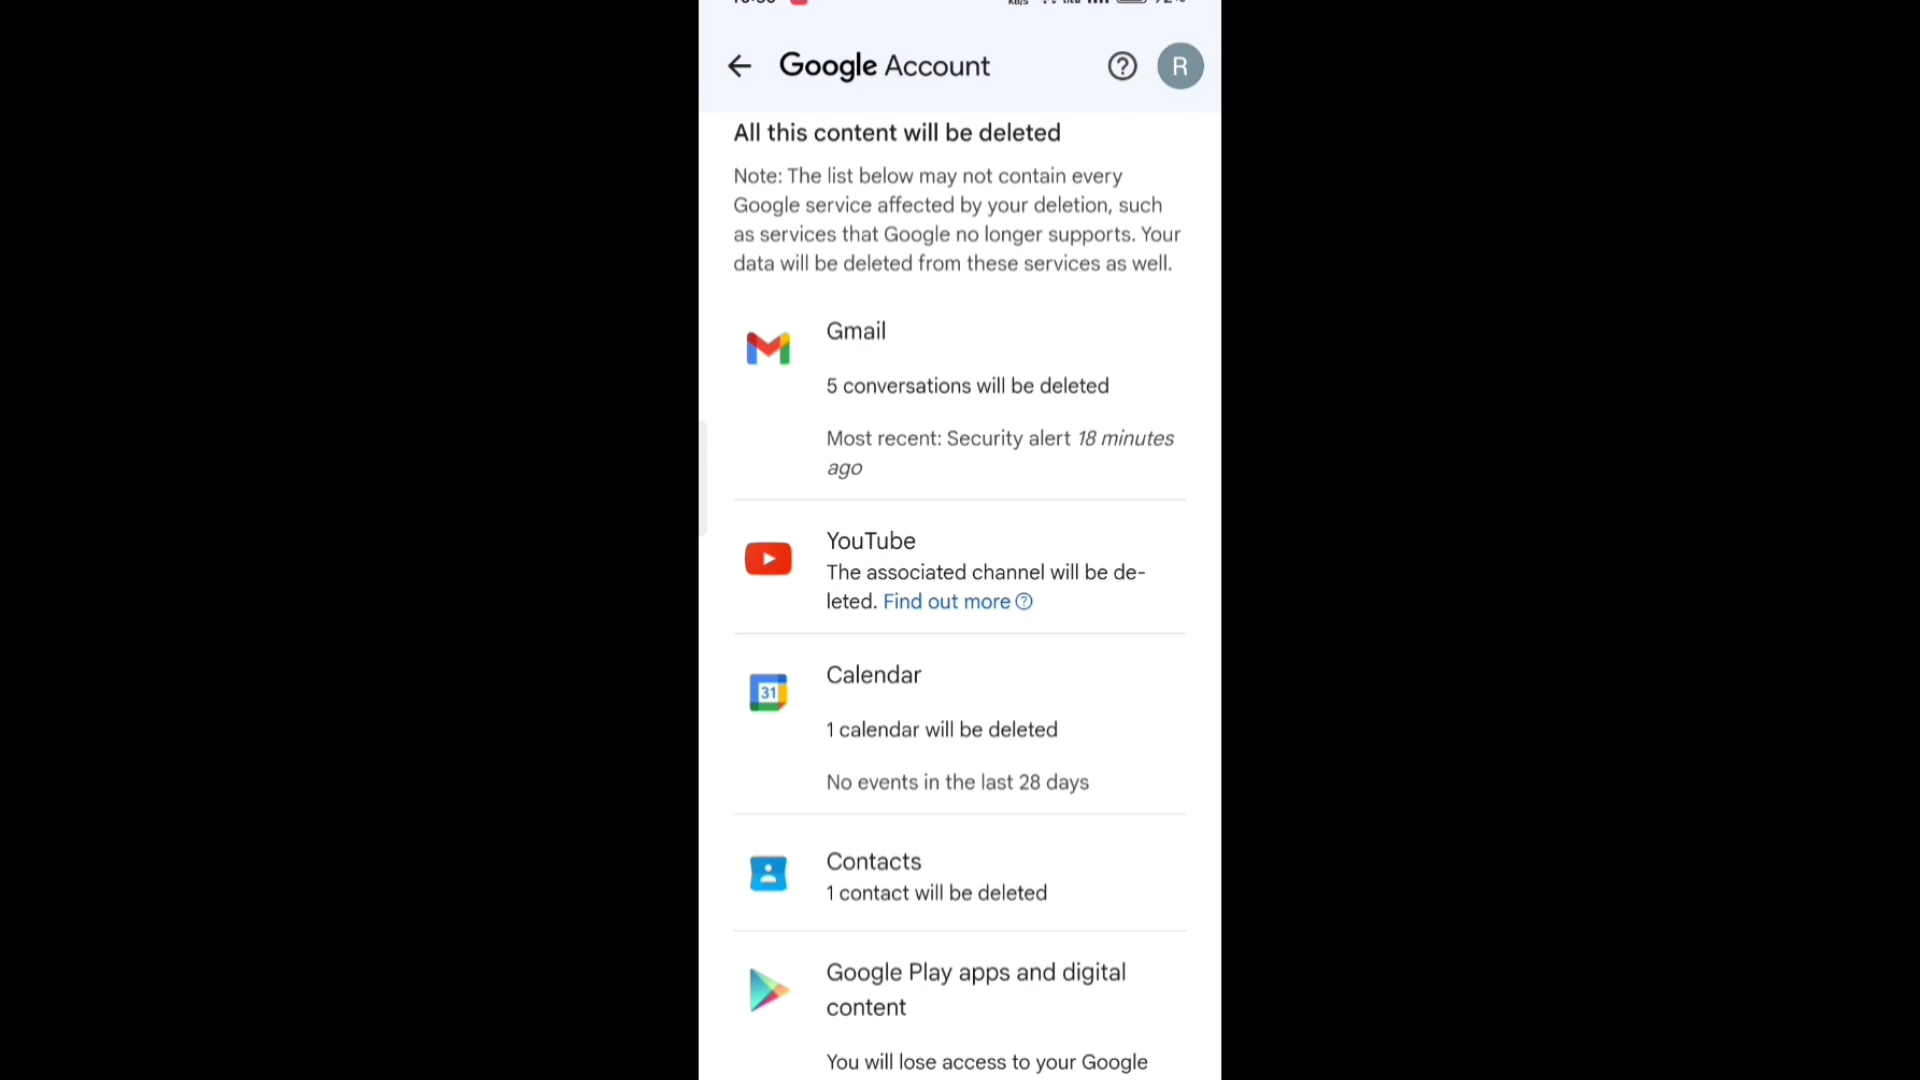 Google Account
R
All this content will be deleted
Note: The list below may not contain every
Google service affected by your deletion, such
as services that Google no longer supports. Your
data will be deleted from these services as well.
Gmail
5 conversations will be deleted
Most recent: Security alert 18 minutes
ago
YouTube
The associated channel will be de-
leted. Find out more
Calendar
31
1 calendar will be deleted
No events in the last 28 days
Contacts
1 contact will be deleted
Google Play apps and digital
content
You will lose access to your Google